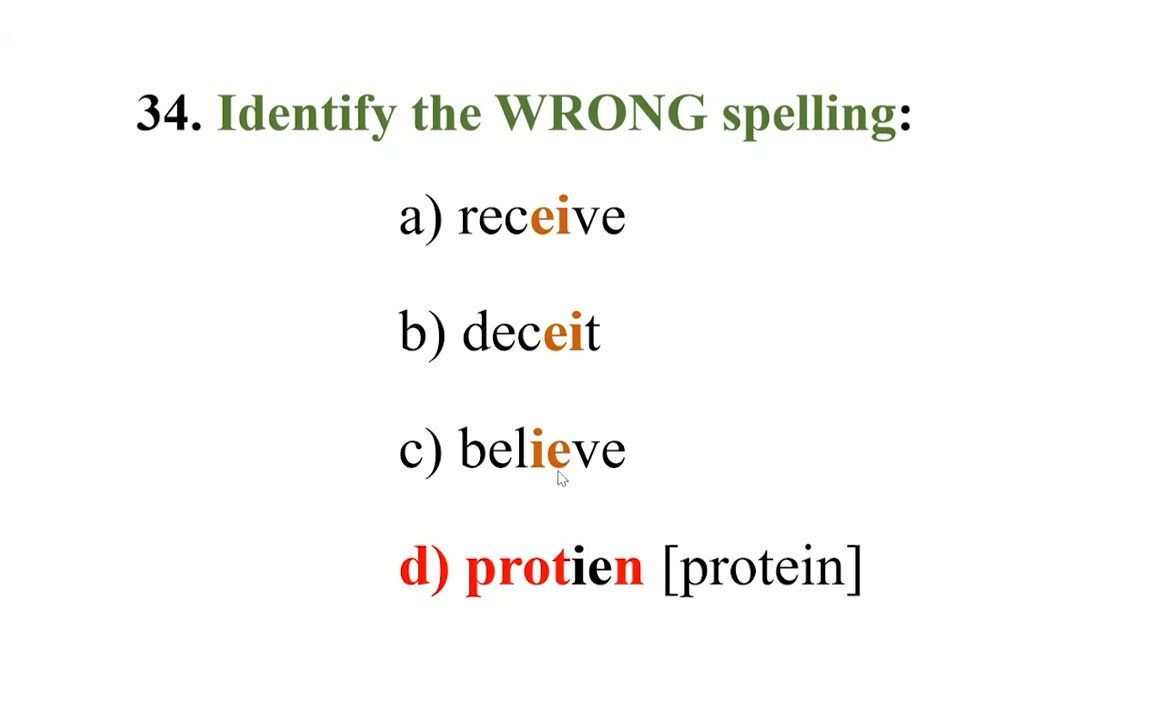 34. Identify the WRONG spelling:
a) receive
b) deceit
c) believe
d) protien [protein]